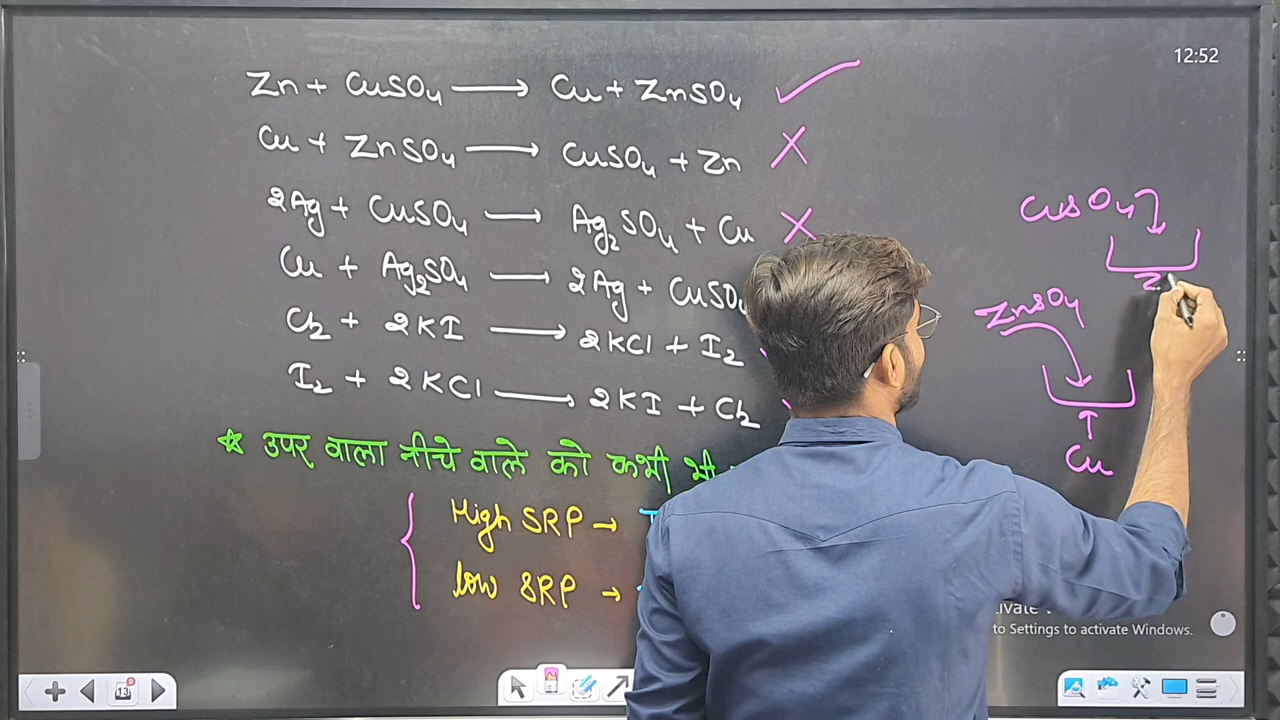 12:52
Zn + CuSO4 ⟶ Cu + ZnSO4 ✓
Cu + ZnSO4 ⟶ CuSO4 + Zn ✗
2Ag + CuSO4 ⟶ Ag2SO4 + Cu ✗
Cu + Ag2SO4 ⟶ 2Ag + CuSO4
Cl2 + 2KI ⟶ 2KCl + I2
I2 + 2KCl ⟶ 2KI + Cl2
☆ उपर वाला नीचे वाले को कभी भी
High SRP →
low SRP →
CuSO4
ZnSO4
Cu
to Settings to activate Windows.
13